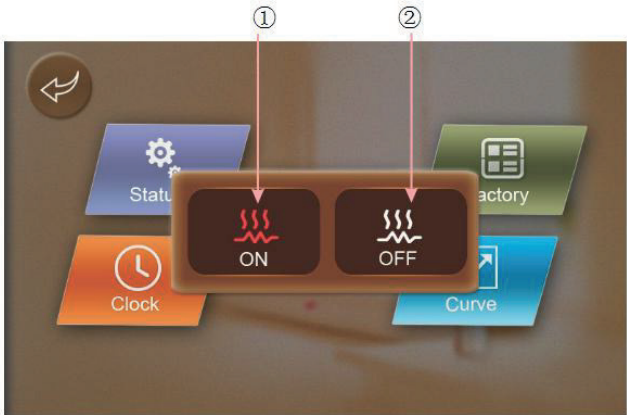 ① ②
Statu
actory
ON OFF
Clock
Curve